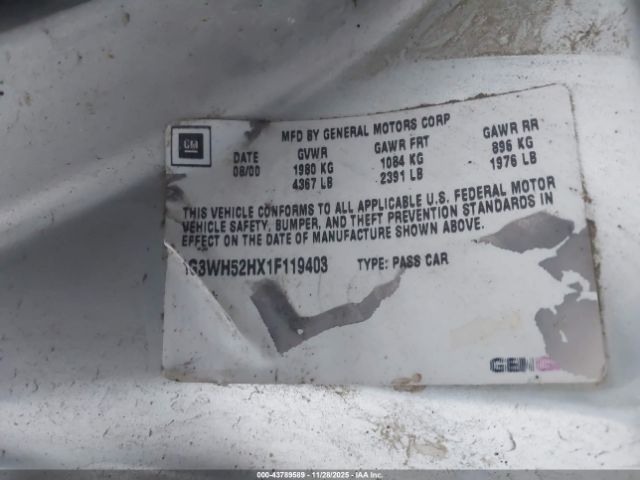 GM
MFD BY GENERAL MOTORS CORP
DATE GVWR GAWR FRT GAWR RR
08/00 1980 KG 1084 KG 896 KG
4367 LB 2391 LB 1976 LB
THIS VEHICLE CONFORMS TO ALL APPLICABLE U.S. FEDERAL MOTOR
VEHICLE SAFETY, BUMPER, AND THEFT PREVENTION STANDARDS IN
EFFECT ON THE DATE OF MANUFACTURE SHOWN ABOVE.
1G3WH52HX1F119403 TYPE: PASS CAR
000-43789589 - 11/28/2025 - IAAI.COM